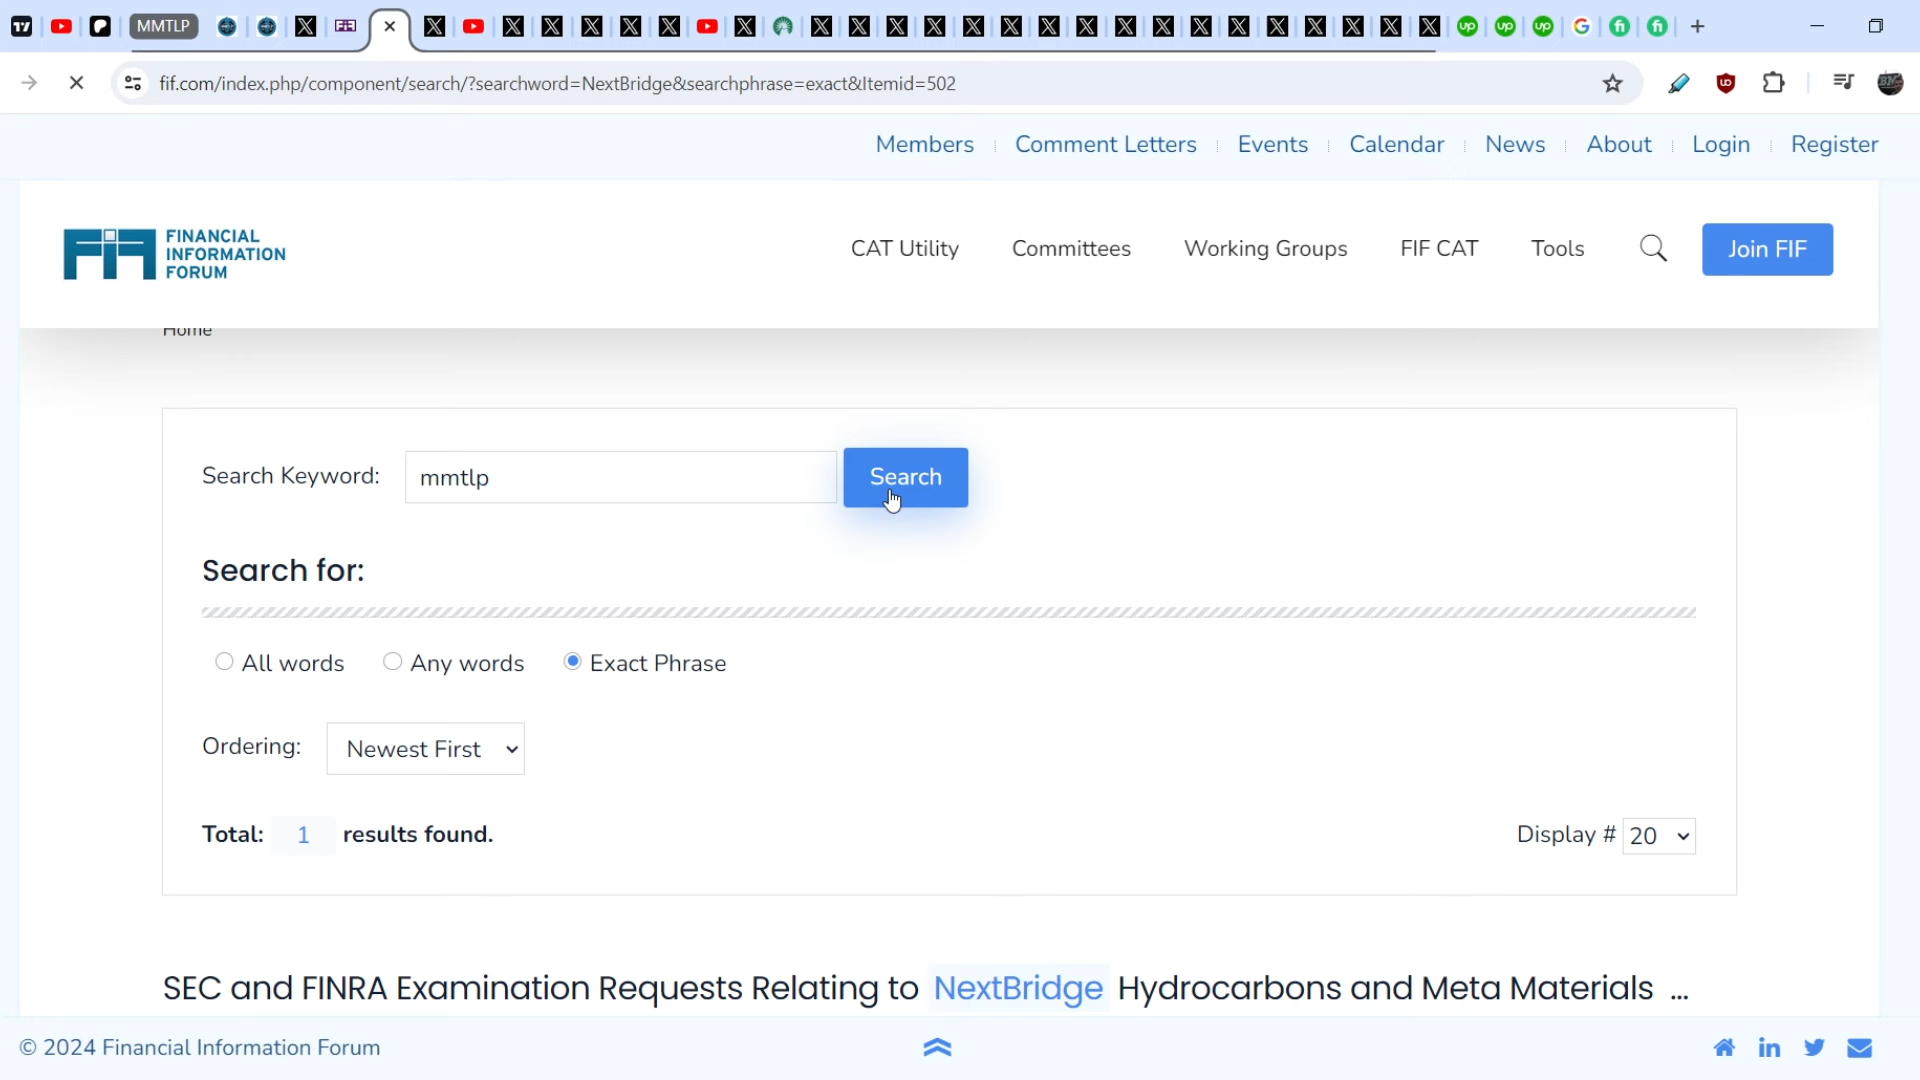 MMTLP
fif.com/index.php/component/search/?searchword=NextBridge&searchphrase=exact&Itemid=502
Members Comment Letters Events Calendar News About Login Register
FIF FINANCIAL
INFORMATION
FORUM
CAT Utility Committees Working Groups FIF CAT Tools Join FIF
Home
Search Keyword: mmtlp Search
Search for:
All words Any words Exact Phrase
Ordering: Newest First
Total: 1 results found. Display # 20
SEC and FINRA Examination Requests Relating to NextBridge Hydrocarbons and Meta Materials ...
© 2024 Financial Information Forum